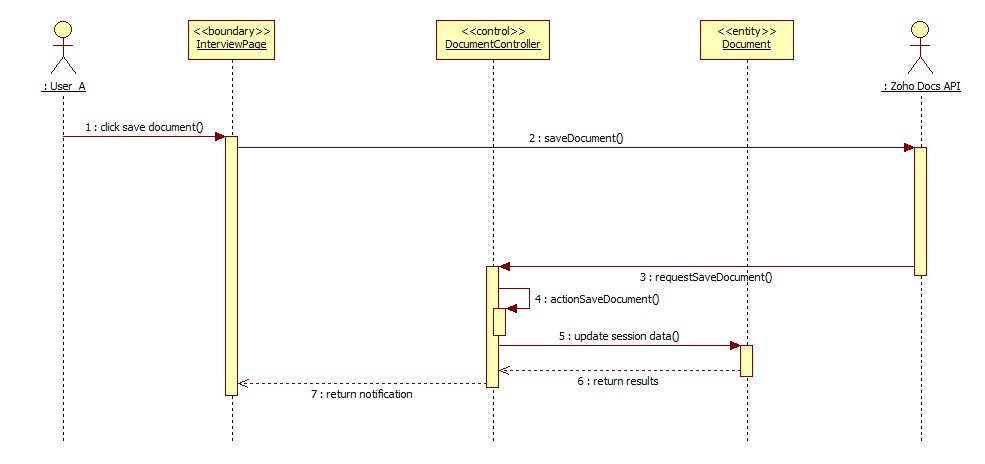 <<boundary>>
InterviewPage
<<control>>
DocumentController
<<entity>>
Document
: User_A
: Zoho Docs API
1 : click save document()
2 : saveDocument()
3 : requestSaveDocument()
4 : actionSaveDocument()
5 : update session data()
6 : return results
7 : return notification